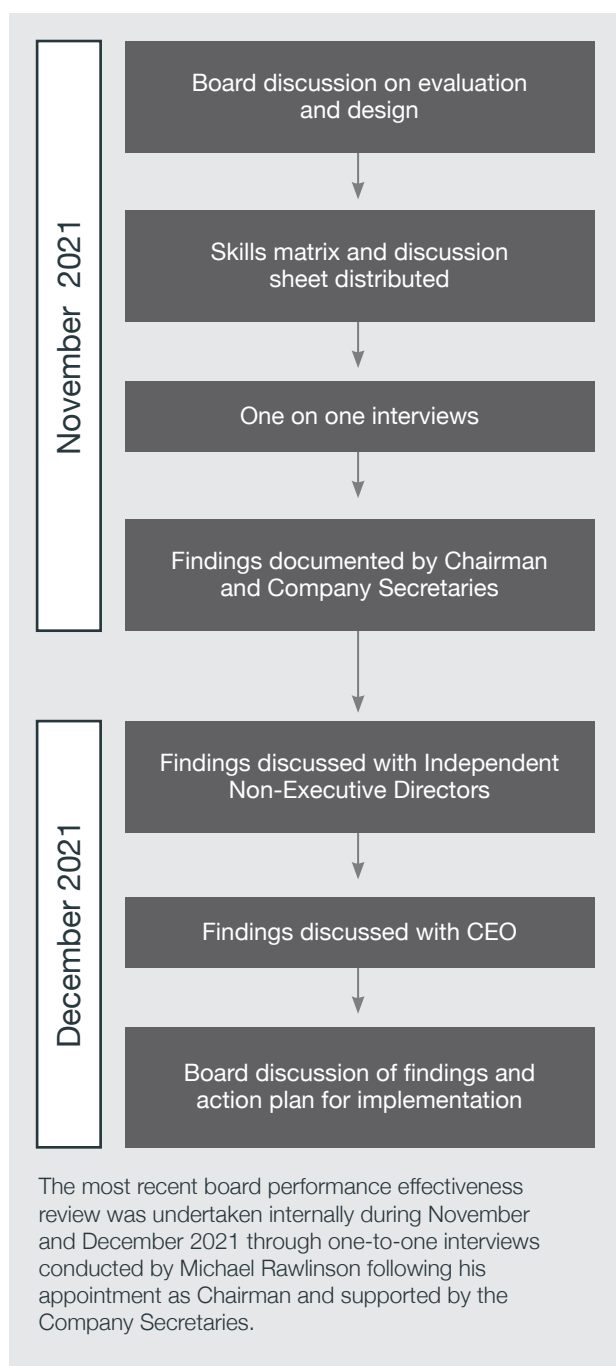 November 2021
Board discussion on evaluation
and design
Skills matrix and discussion
sheet distributed
One on one interviews
Findings documented by Chairman
and Company Secretaries
December 2021
Findings discussed with Independent
Non-Executive Directors
Findings discussed with CEO
Board discussion of findings and
action plan for implementation
The most recent board performance effectiveness
review was undertaken internally during November
and December 2021 through one-to-one interviews
conducted by Michael Rawlinson following his
appointment as Chairman and supported by the
Company Secretaries.